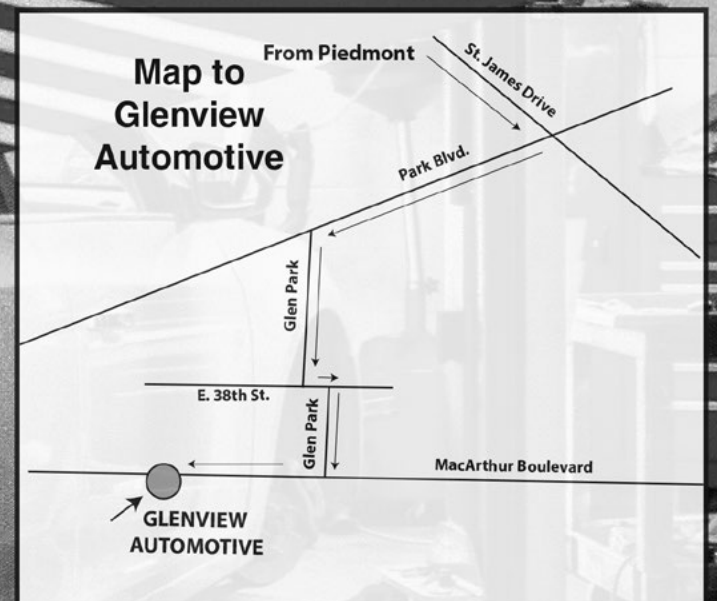 Map to
Glenview
Automotive
From Piedmont
St. James Drive
Park Blvd.
Glen Park
E. 38th St.
Glen Park
MacArthur Boulevard
GLENVIEW
AUTOMOTIVE